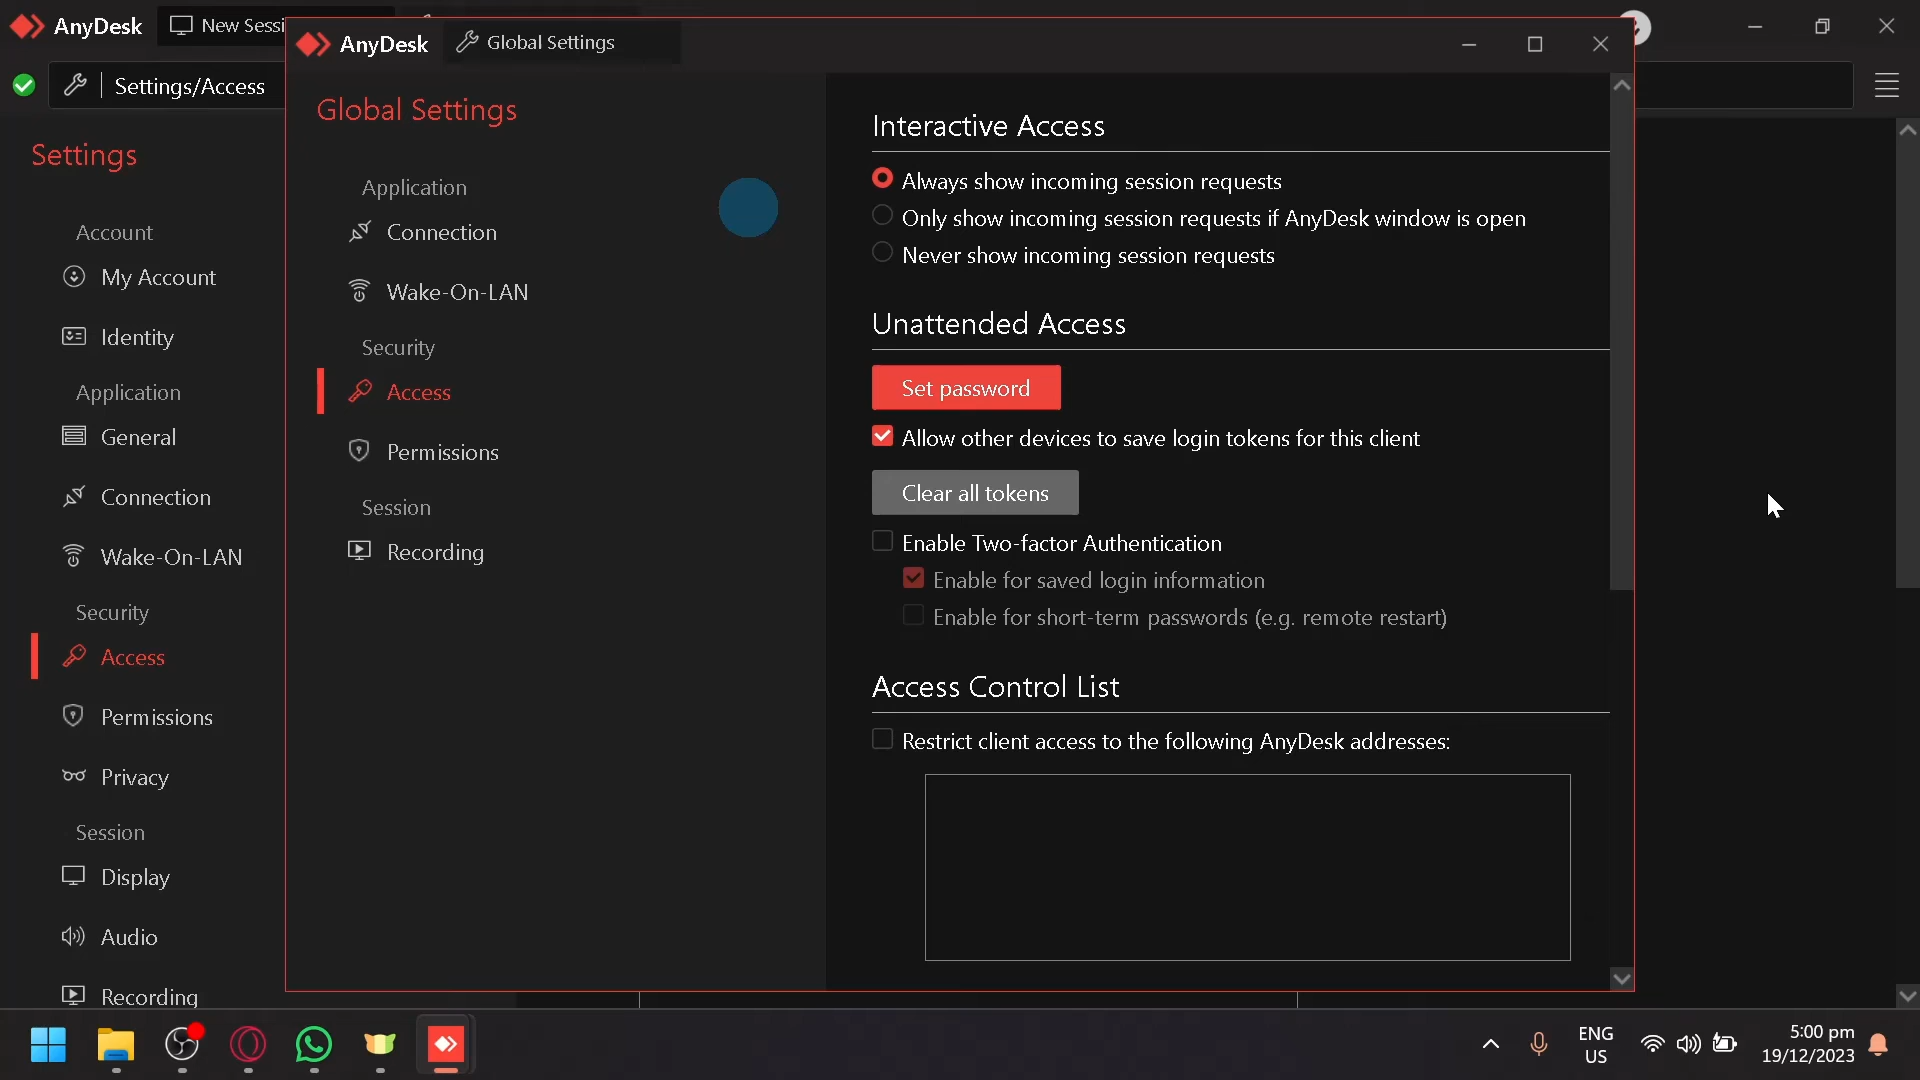 AnyDesk
New Sessi
Settings/Access
Settings
Account
My Account
Identity
Application
General
Connection
Wake-On-LAN
Security
Access
Permissions
Privacy
Session
Display
Audio
Recording
AnyDesk
Global Settings
Global Settings
Application
Connection
Wake-On-LAN
Security
Access
Permissions
Session
Recording
Interactive Access
Always show incoming session requests
Only show incoming session requests if AnyDesk window is open
Never show incoming session requests
Unattended Access
Set password
Allow other devices to save login tokens for this client
Clear all tokens
Enable Two-factor Authentication
Enable for saved login information
Enable for short-term passwords (e.g. remote restart)
Access Control List
Restrict client access to the following AnyDesk addresses:
ENG
US
5:00 pm
19/12/2023